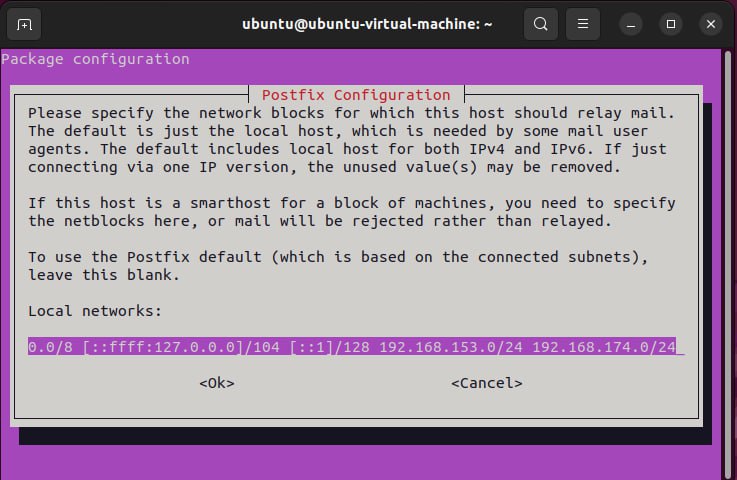 ubuntu@ubuntu-virtual-machine: ~
Package configuration
Postfix Configuration
Please specify the network blocks for which this host should relay mail.
The default is just the local host, which is needed by some mail user
agents. The default includes local host for both IPv4 and IPv6. If just
connecting via one IP version, the unused value(s) may be removed.
If this host is a smarthost for a block of machines, you need to specify
the netblocks here, or mail will be rejected rather than relayed.
To use the Postfix default (which is based on the connected subnets),
leave this blank.
Local networks:
0.0/8 [::ffff:127.0.0.0]/104 [::1]/128 192.168.153.0/24 192.168.174.0/24_
<Ok> <Cancel>